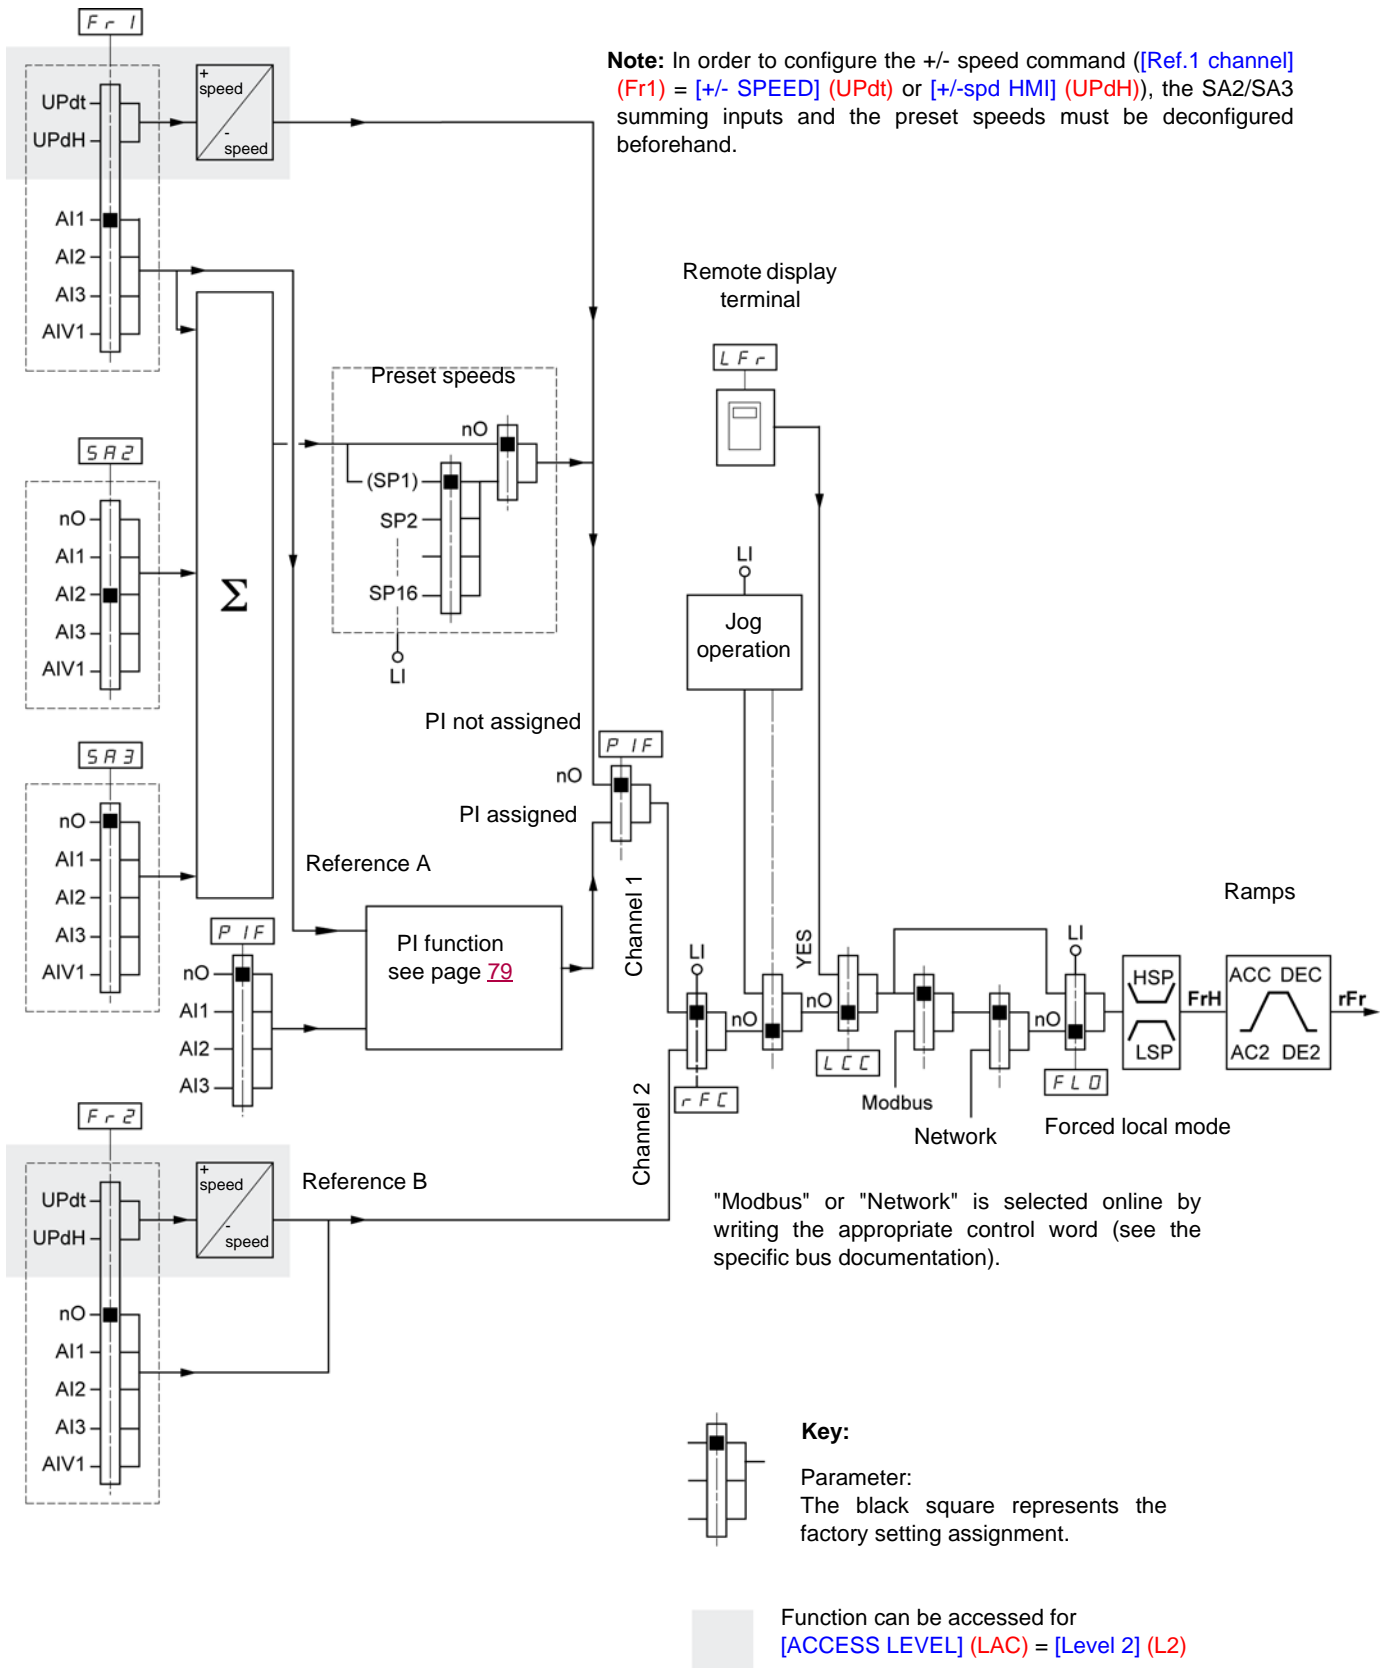 Fr1
Note: In order to configure the +/- speed command ([Ref.1 channel]
(Fr1) = [+/- SPEED] (UPdt) or [+/-spd HMI] (UPdH)), the SA2/SA3
summing inputs and the preset speeds must be deconfigured
beforehand.
UPdt
UPdH
+
speed
-
speed
AI1
AI2
AI3
AIV1
Remote display
terminal
LFr
Preset speeds
nO
(SP1)
SP2
SP16
LI
SA2
nO
AI1
AI2
AI3
AIV1
Σ
LI
Jog
operation
PI not assigned
PIF
nO
PI assigned
SA3
nO
AI1
AI2
AI3
AIV1
Reference A
PIF
nO
AI1
AI2
AI3
PI function
see page 79
Channel 1
Channel 2
LI
rFC
nO
YES
nO
LCC
Modbus
Network
nO
LI
FLO
Forced local mode
Ramps
HSP
LSP
FrH
ACC DEC
AC2 DE2
rFr
Fr2
UPdt
UPdH
+
speed
-
speed
Reference B
nO
AI1
AI2
AI3
AIV1
"Modbus" or "Network" is selected online by
writing the appropriate control word (see the
specific bus documentation).
Key:
Parameter:
The black square represents the
factory setting assignment.
Function can be accessed for
[ACCESS LEVEL] (LAC) = [Level 2] (L2)